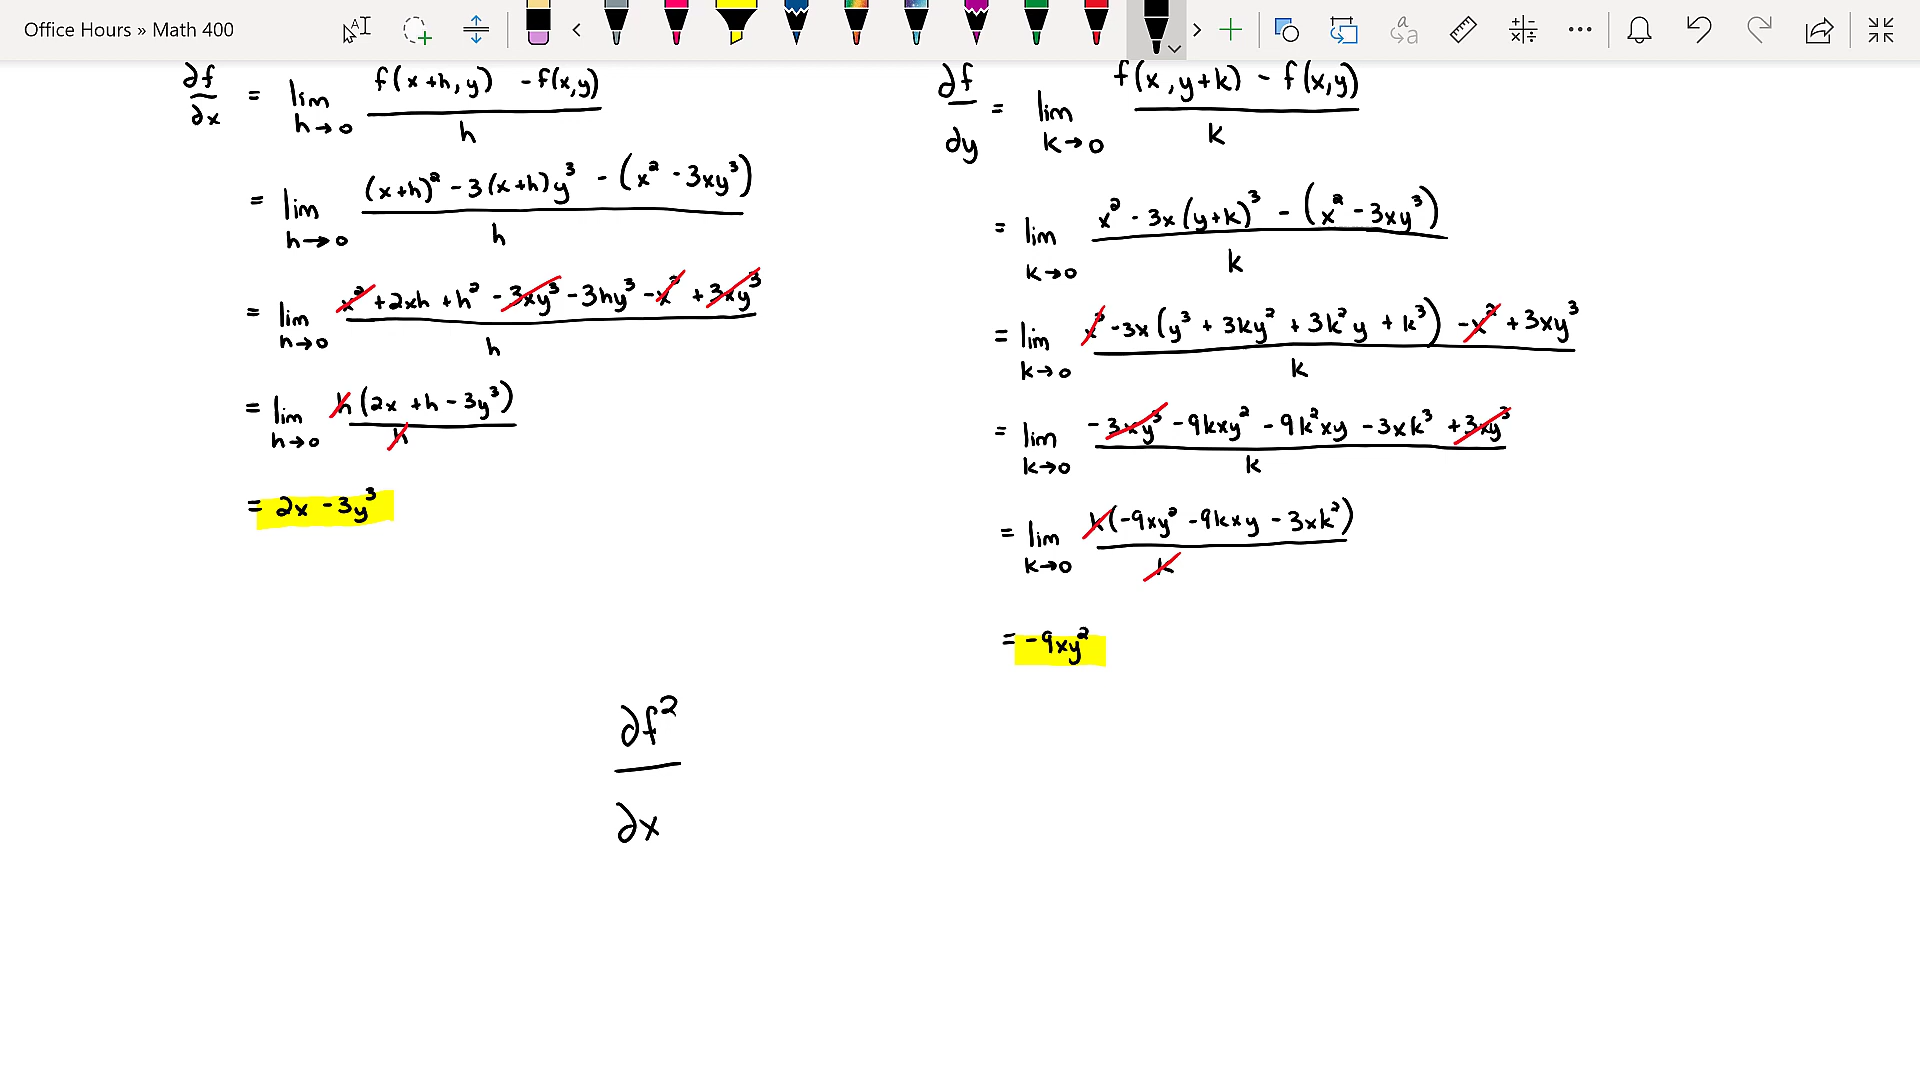 Office Hours » Math 400
∂f/∂x = lim h→0 (f(x+h, y) - f(x,y))/h
= lim h→0 ((x+h)² - 3(x+h)y³ - (x² - 3xy³))/h
= lim h→0 (x² + 2xh + h² - 3xy³ - 3hy³ - x² + 3xy³)/h
= lim h→0 h(2x + h - 3y³)/h
= 2x - 3y³
∂f/∂y = lim k→0 (f(x, y+k) - f(x,y))/k
= lim k→0 (x² - 3x(y+k)³ - (x² - 3xy³))/k
= lim k→0 (x² - 3x(y³ + 3ky² + 3k²y + k³) - x² + 3xy³)/k
= lim k→0 (-3xy³ - 9kxy² - 9k²xy - 3xk³ + 3xy³)/k
= lim k→0 k(-9xy² - 9kxy - 3xk²)/k
= -9xy²
∂f²/∂x